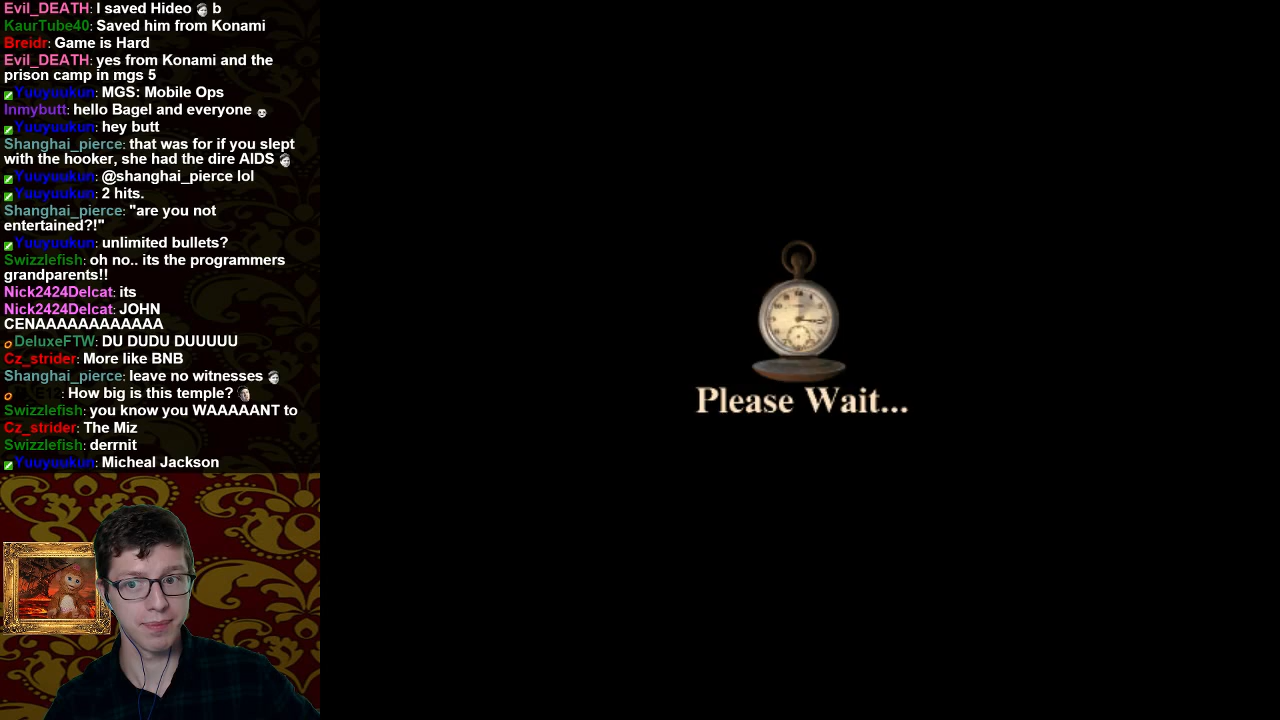 Evil_DEATH: I saved Hideo b
KaurTube40: Saved him from Konami
Breidr: Game is Hard
Evil_DEATH: yes from Konami and the
prison camp in mgs 5
Yuuyuukun: MGS: Mobile Ops
Inmybutt: hello Bagel and everyone
Yuuyuukun: hey butt
Shanghai_pierce: that was for if you slept
with the hooker, she had the dire AIDS
Yuuyuukun: @shanghai_pierce lol
Yuuyuukun: 2 hits.
Shanghai_pierce: "are you not
entertained?!"
Yuuyuukun: unlimited bullets?
Swizzlefish: oh no.. its the programmers
grandparents!!
Nick2424Delcat: its
Nick2424Delcat: JOHN
CENAAAAAAAAAAAA
DeluxeFTW: DU DUDU DUUUUU
Cz_strider: More like BNB
Shanghai_pierce: leave no witnesses
: How big is this temple?
Swizzlefish: you know you WAAAAANT to
Cz_strider: The Miz
Swizzlefish: derrnit
Yuuyuukun: Micheal Jackson
Please Wait...